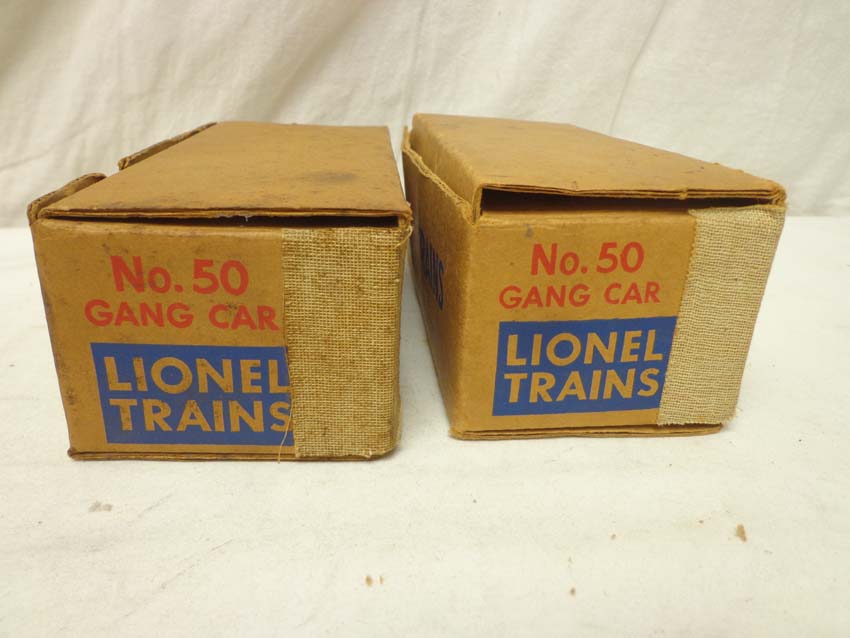 No. 50
GANG CAR
LIONEL
TRAINS
No. 50
GANG CAR
LIONEL
TRAINS